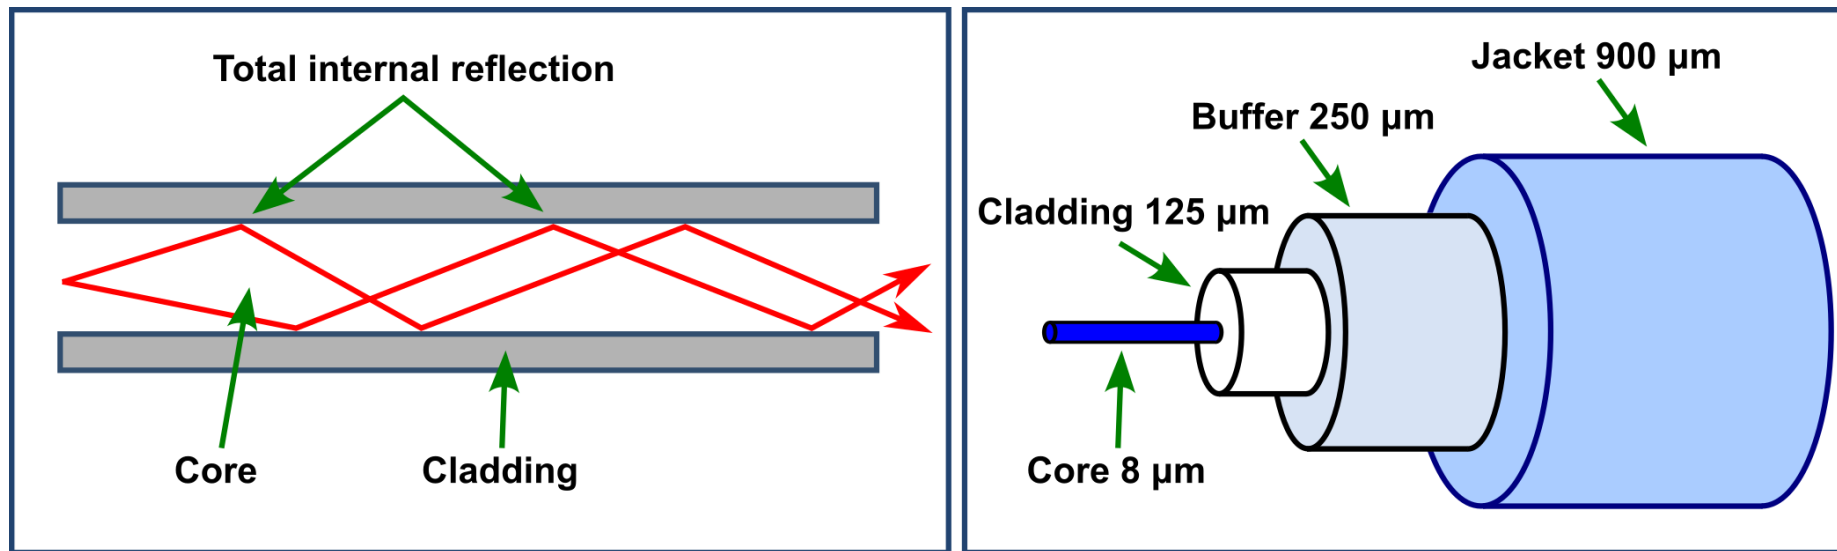 Total internal reflection
Core
Cladding
Jacket 900 µm
Buffer 250 µm
Cladding 125 µm
Core 8 µm